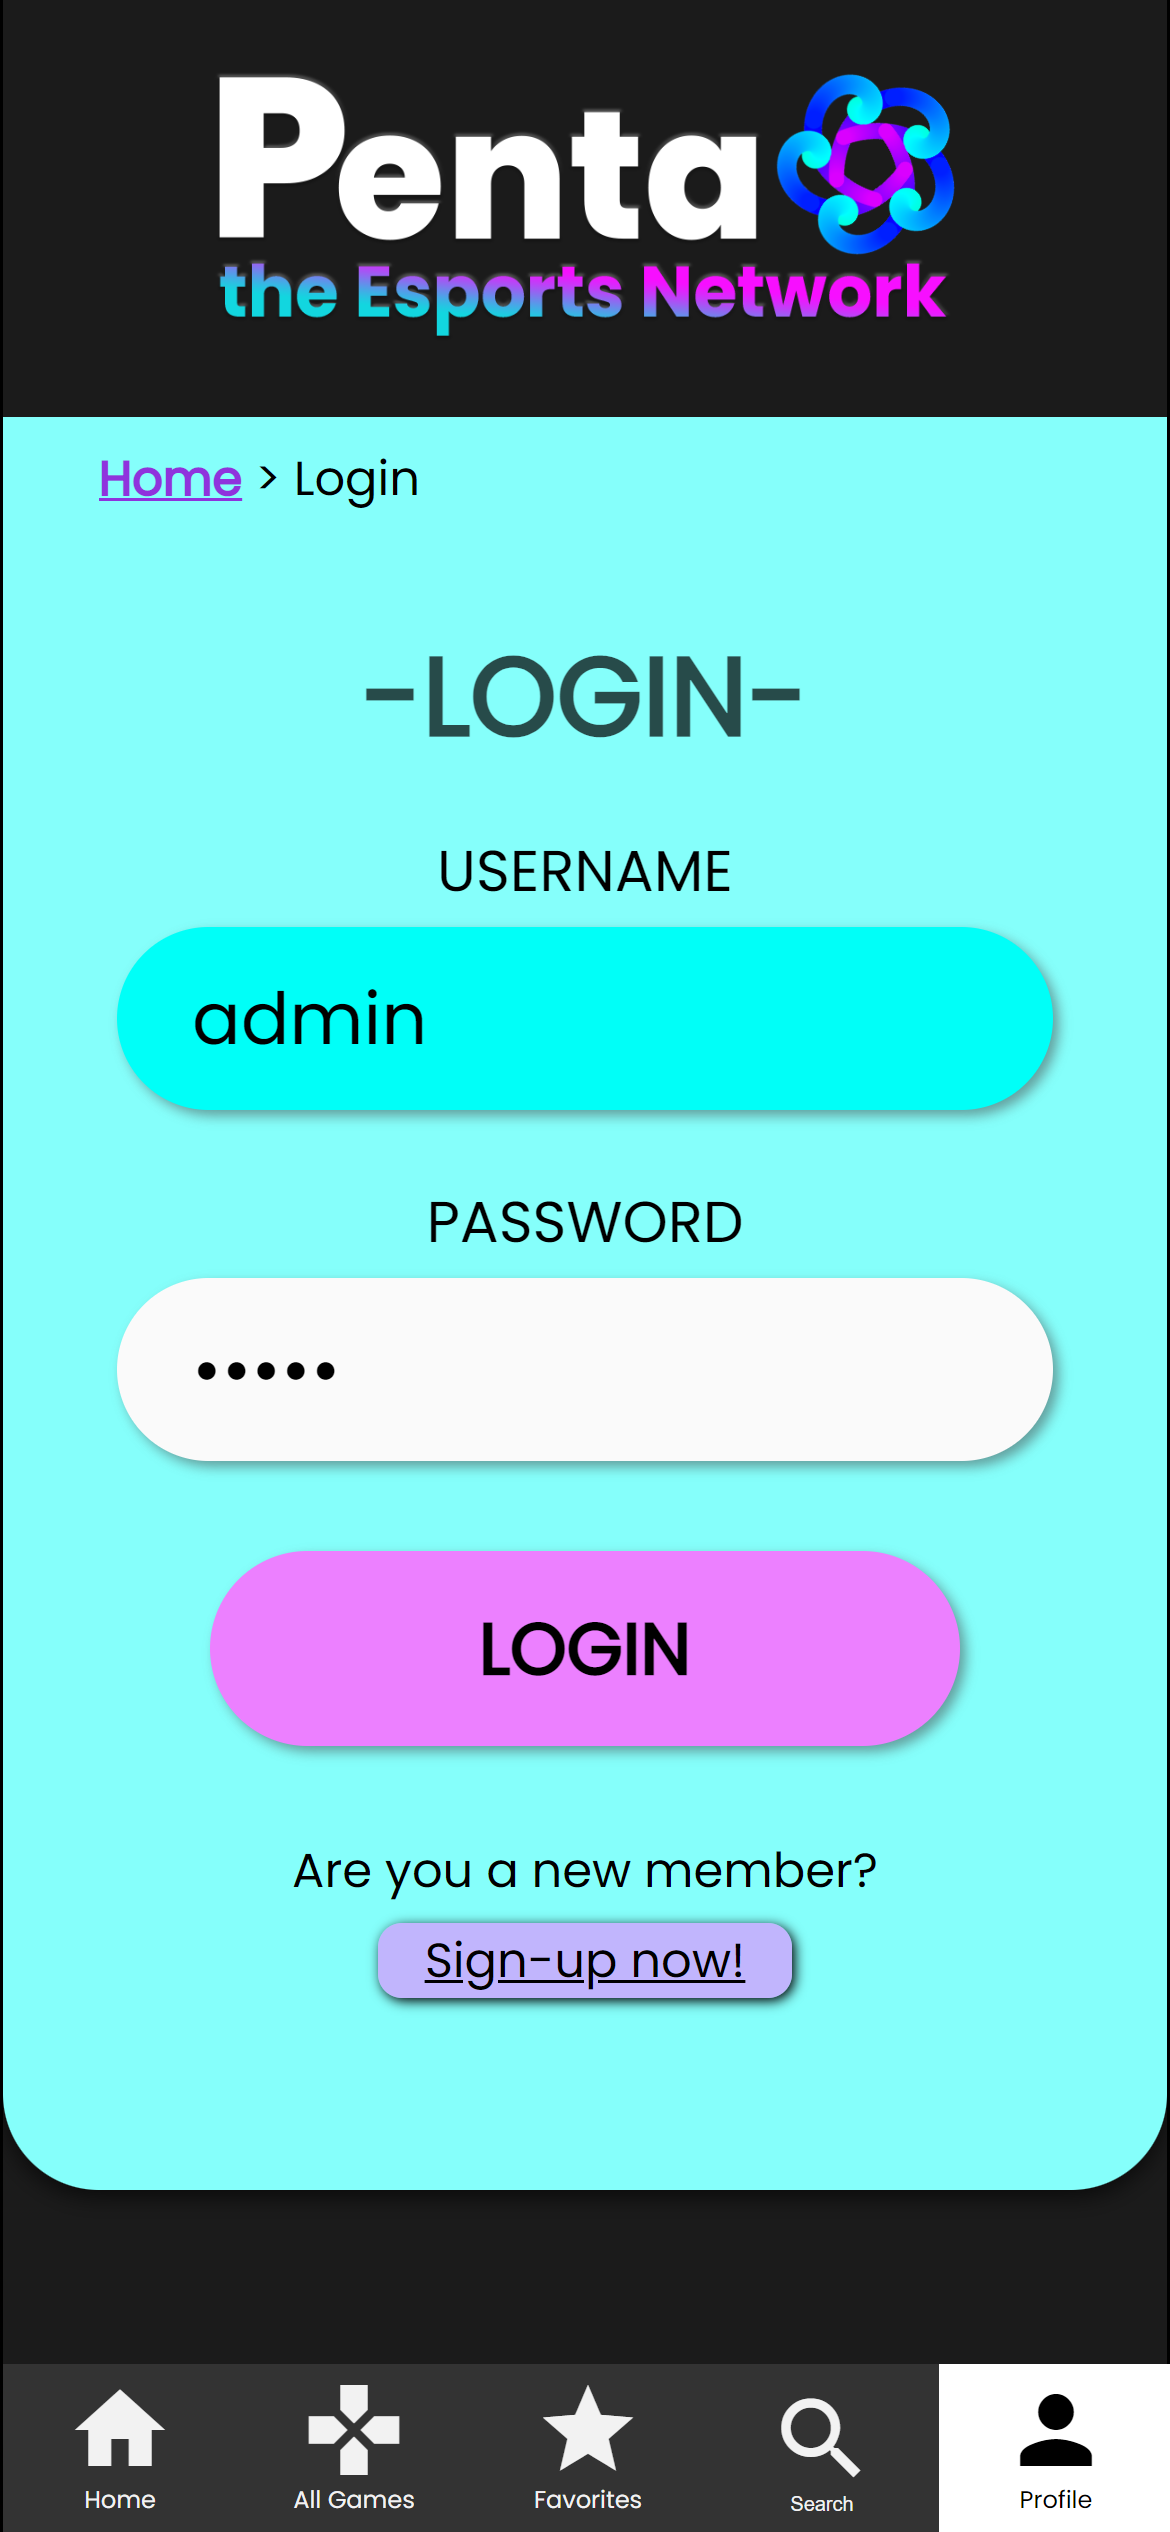 Penta
the Esports Network
Home > Login
-LOGIN-
USERNAME
admin
PASSWORD
•••••
LOGIN
Are you a new member?
Sign-up now!
Home All Games Favorites Search Profile